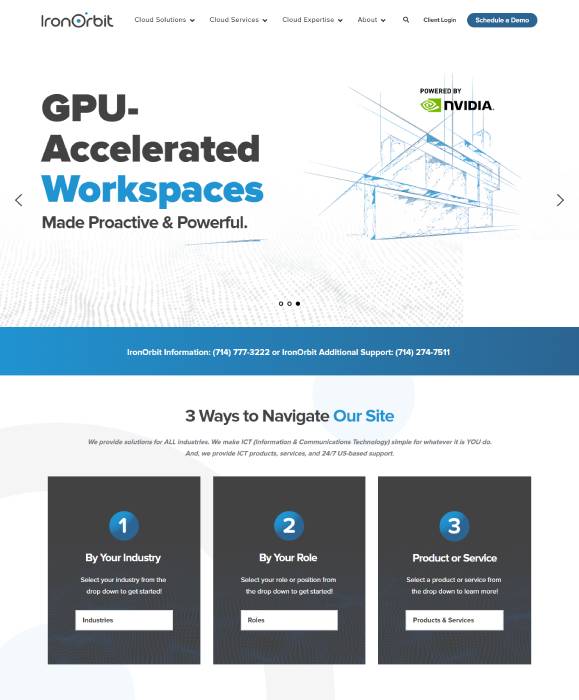 IronOrbit
Cloud Solutions
Cloud Services
Cloud Expertise
About
Client Login
Schedule a Demo
POWERED BY
NVIDIA.
GPU-
Accelerated
Workspaces
Made Proactive & Powerful.
IronOrbit Information: (714) 777-3222 or IronOrbit Additional Support: (714) 274-7511
3 Ways to Navigate Our Site
We provide solutions for ALL industries. We make ICT (Information & Communications Technology) simple for whatever it is YOU do.
And, we provide ICT products, services, and 24/7 US-based support.
1
By Your Industry
Select your industry from the
drop down to get started!
Industries
2
By Your Role
Select your role or position from
the drop down to get started!
Roles
3
Product or Service
Select a product or service from
the drop down to learn more!
Products & Services